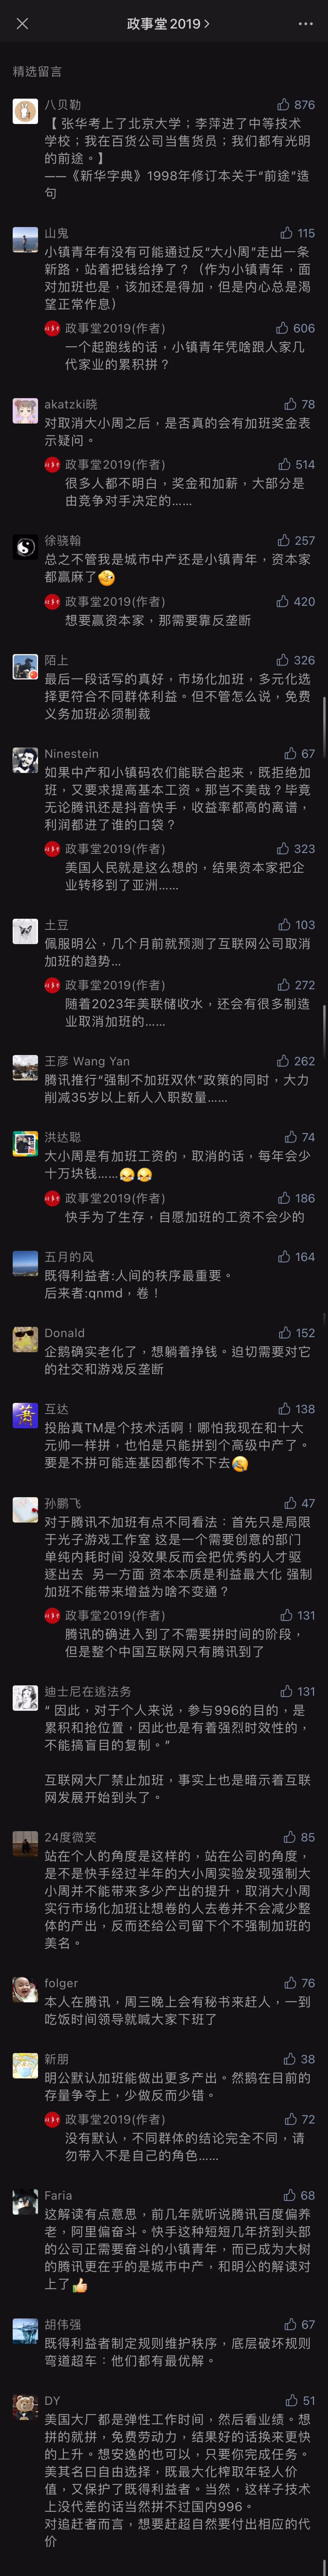 政事堂2019
精选留言
八贝勒 876
【 张华考上了北京大学；李萍进了中等技术
学校；我在百货公司当售货员；我们都有光明
的前途。】
——《新华字典》1998年修订本关于“前途”造
句
山鬼 115
小镇青年有没有可能通过反“大小周”走出一条
新路，站着把钱给挣了？（作为小镇青年，面
对加班也是，该加还是得加，但是内心总是渴
望正常作息）
政事堂2019(作者) 606
一个起跑线的话，小镇青年凭啥跟人家几
代家业的累积拼？
akatzki晓 78
对取消大小周之后，是否真的会有加班奖金表
示疑问。
政事堂2019(作者) 514
很多人都不明白，奖金和加薪，大部分是
由竞争对手决定的……
徐骁翰 257
总之不管我是城市中产还是小镇青年，资本家
都赢麻了
政事堂2019(作者) 420
想要赢资本家，那需要靠反垄断
陌上 326
最后一段话写的真好，市场化加班，多元化选
择更符合不同群体利益。但不管怎么说，免费
义务加班必须制裁
Ninestein 67
如果中产和小镇码农们能联合起来，既拒绝加
班，又要求提高基本工资。那岂不美哉？毕竟
无论腾讯还是抖音快手，收益率都高的离谱，
利润都进了谁的口袋？
政事堂2019(作者) 323
美国人民就是这么想的，结果资本家把企
业转移到了亚洲……
土豆 103
佩服明公，几个月前就预测了互联网公司取消
加班的趋势…
政事堂2019(作者) 272
随着2023年美联储收水，还会有很多制造
业取消加班的……
王彦 Wang Yan 262
腾讯推行“强制不加班双休”政策的同时，大力
削减35岁以上新人入职数量……
洪达聪 74
大小周是有加班工资的，取消的话，每年会少
十万块钱……
政事堂2019(作者) 186
快手为了生存，自愿加班的工资不会少的
五月的风 164
既得利益者:人间的秩序最重要。
后来者:qnmd，卷！
Donald 152
企鹅确实老化了，想躺着挣钱。迫切需要对它
的社交和游戏反垄断
互达 138
投胎真TM是个技术活啊！哪怕我现在和十大
元帅一样拼，也怕是只能拼到个高级中产了。
要是不拼可能连基因都传不下去
孙鹏飞 47
对于腾讯不加班有点不同看法：首先只是局限
于光子游戏工作室 这是一个需要创意的部门
单纯内耗时间 没效果反而会把优秀的人才驱
逐出去  另一方面 资本本质是利益最大化 强制
加班不能带来增益为啥不变通？
政事堂2019(作者) 131
腾讯的确进入到了不需要拼时间的阶段，
但是整个中国互联网只有腾讯到了
迪士尼在逃法务 131
“ 因此，对于个人来说，参与996的目的，是
累积和抢位置，因此也是有着强烈时效性的，
不能搞盲目的复制。”
互联网大厂禁止加班，事实上也是暗示着互联
网发展开始到头了。
24度微笑 85
站在个人的角度是这样的，站在公司的角度，
是不是快手经过半年的大小周实验发现强制大
小周并不能带来多少产出的提升，取消大小周
实行市场化加班让想卷的人去卷并不会减少整
体的产出，反而还给公司留下个不强制加班的
美名。
folger 76
本人在腾讯，周三晚上会有秘书来赶人，一到
吃饭时间领导就喊大家下班了
新朋 38
明公默认加班能做出更多产出。然鹅在目前的
存量争夺上，少做反而少错。
政事堂2019(作者) 72
没有默认，不同群体的结论完全不同，请
勿带入不是自己的角色……
Faria 68
这解读有点意思，前几年就听说腾讯百度偏养
老，阿里偏奋斗。快手这种短短几年挤到头部
的公司正需要奋斗的小镇青年，而已成为大树
的腾讯更在乎的是城市中产，和明公的解读对
上了
胡伟强 67
既得利益者制定规则维护秩序，底层破坏规则
弯道超车：他们都有最优解。
DY 51
美国大厂都是弹性工作时间，然后看业绩。想
拼的就拼，免费劳动力，结果好的话换来更快
的上升。想安逸的也可以，只要你完成任务。
美其名曰自由选择，既最大化榨取年轻人价
值，又保护了既得利益者。当然，这样子技术
上没代差的话当然拼不过国内996。
对追赶者而言，想要赶超自然要付出相应的代
价